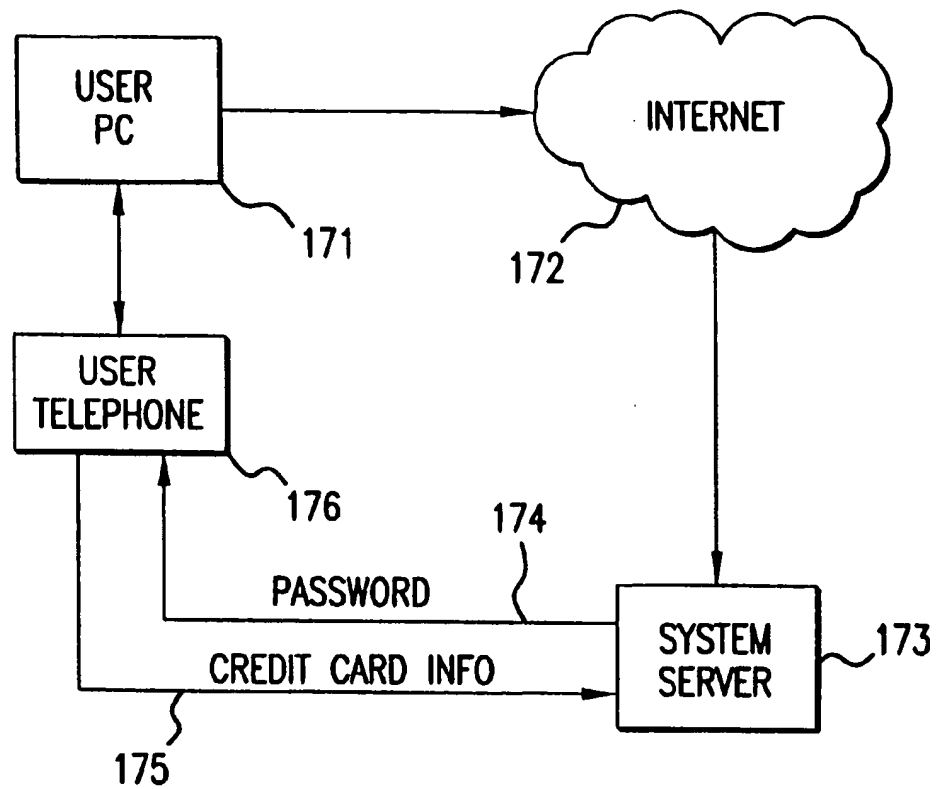 USER
PC
INTERNET
171
172
USER
TELEPHONE
176
174
PASSWORD
SYSTEM
SERVER
173
CREDIT CARD INFO
175